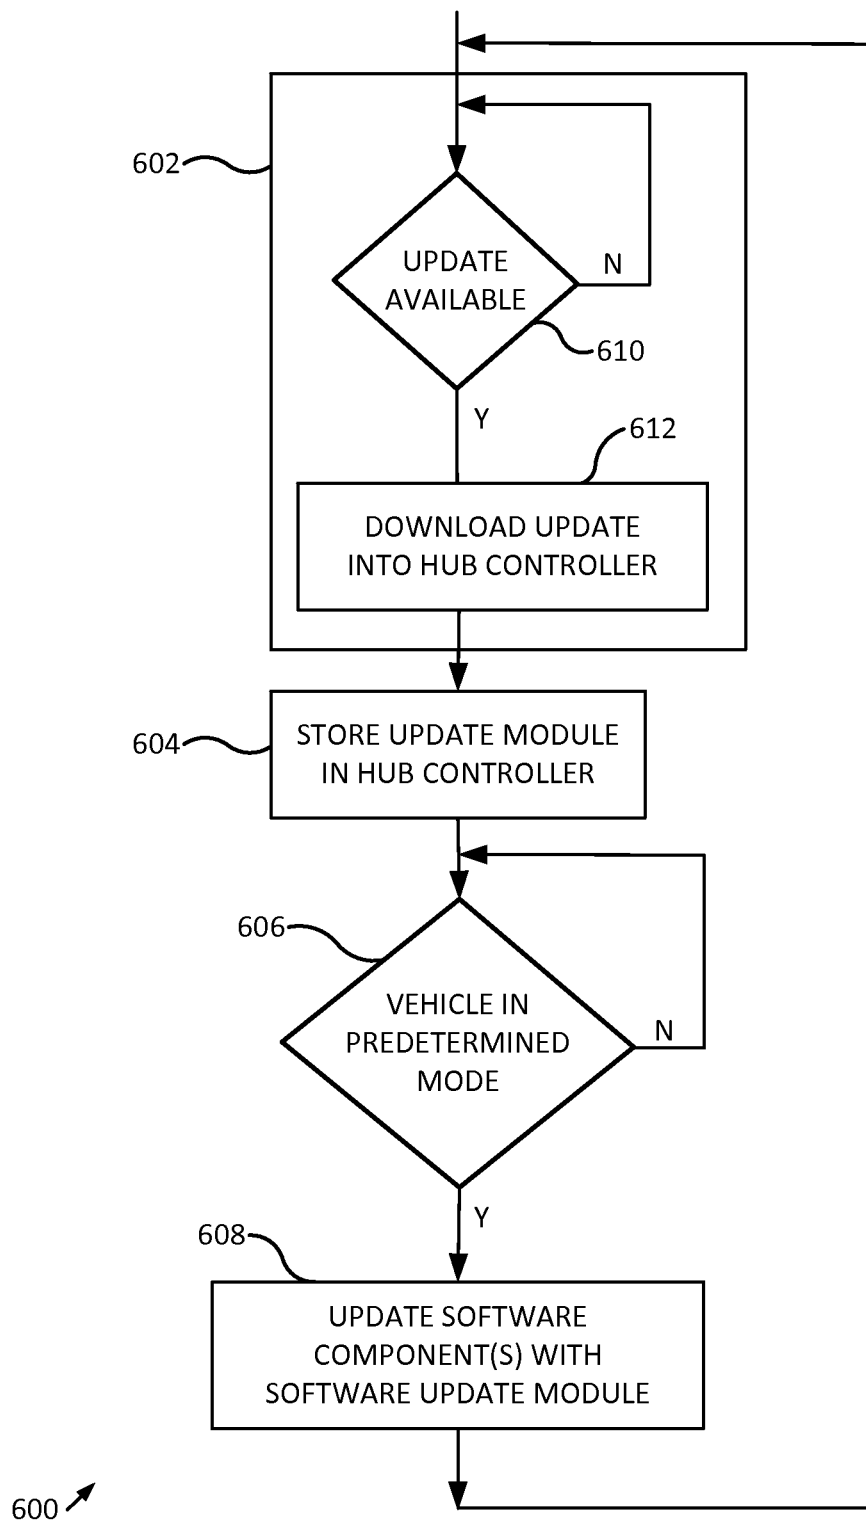 602
UPDATE
AVAILABLE
N
610
Y
612
DOWNLOAD UPDATE
INTO HUB CONTROLLER
604
STORE UPDATE MODULE
IN HUB CONTROLLER
606
VEHICLE IN
PREDETERMINED
MODE
N
Y
608
UPDATE SOFTWARE
COMPONENT(S) WITH
SOFTWARE UPDATE MODULE
600